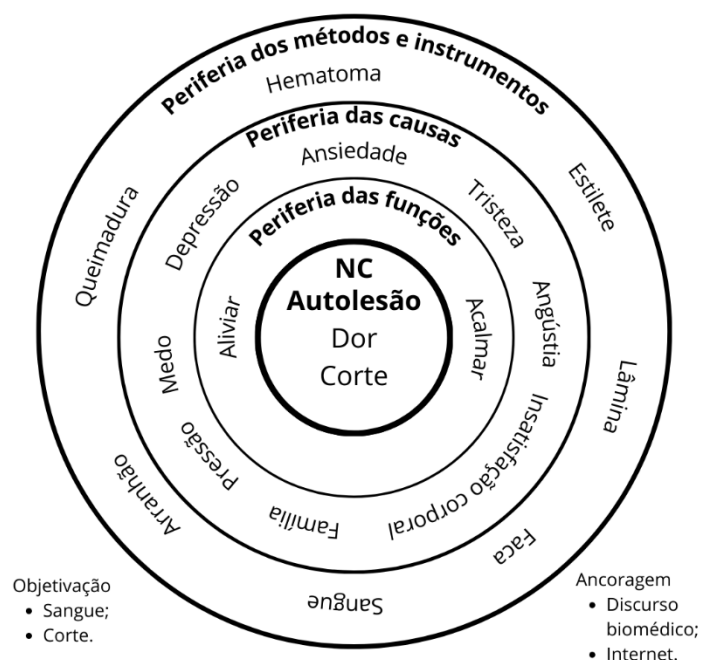 Periferia dos métodos e instrumentos
Hematoma
Estilete
Lâmina
Faca
Sangue
Arranhão
Queimadura
Periferia das causas
Ansiedade
Tristeza
Angústia
Insatisfação corporal
Família
Pressão
Medo
Depressão
Periferia das funções
Aliviar
Acalmar
NC
Autolesão
Dor
Corte
Objetivação
• Sangue;
• Corte.
Ancoragem
• Discurso
biomédico;
• Internet.